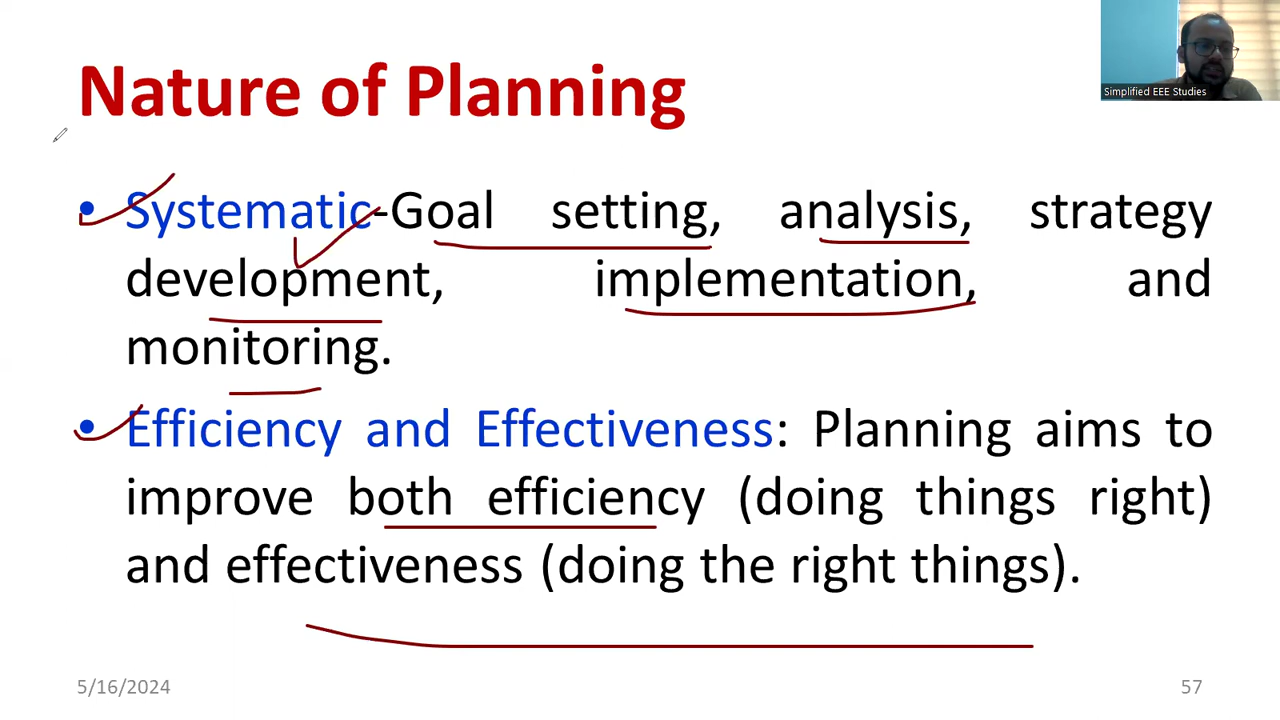 Simplified EEE Studies
Nature of Planning
• Systematic-Goal setting, analysis, strategy
development, implementation, and
monitoring.
• Efficiency and Effectiveness: Planning aims to
improve both efficiency (doing things right)
and effectiveness (doing the right things).
5/16/2024
57